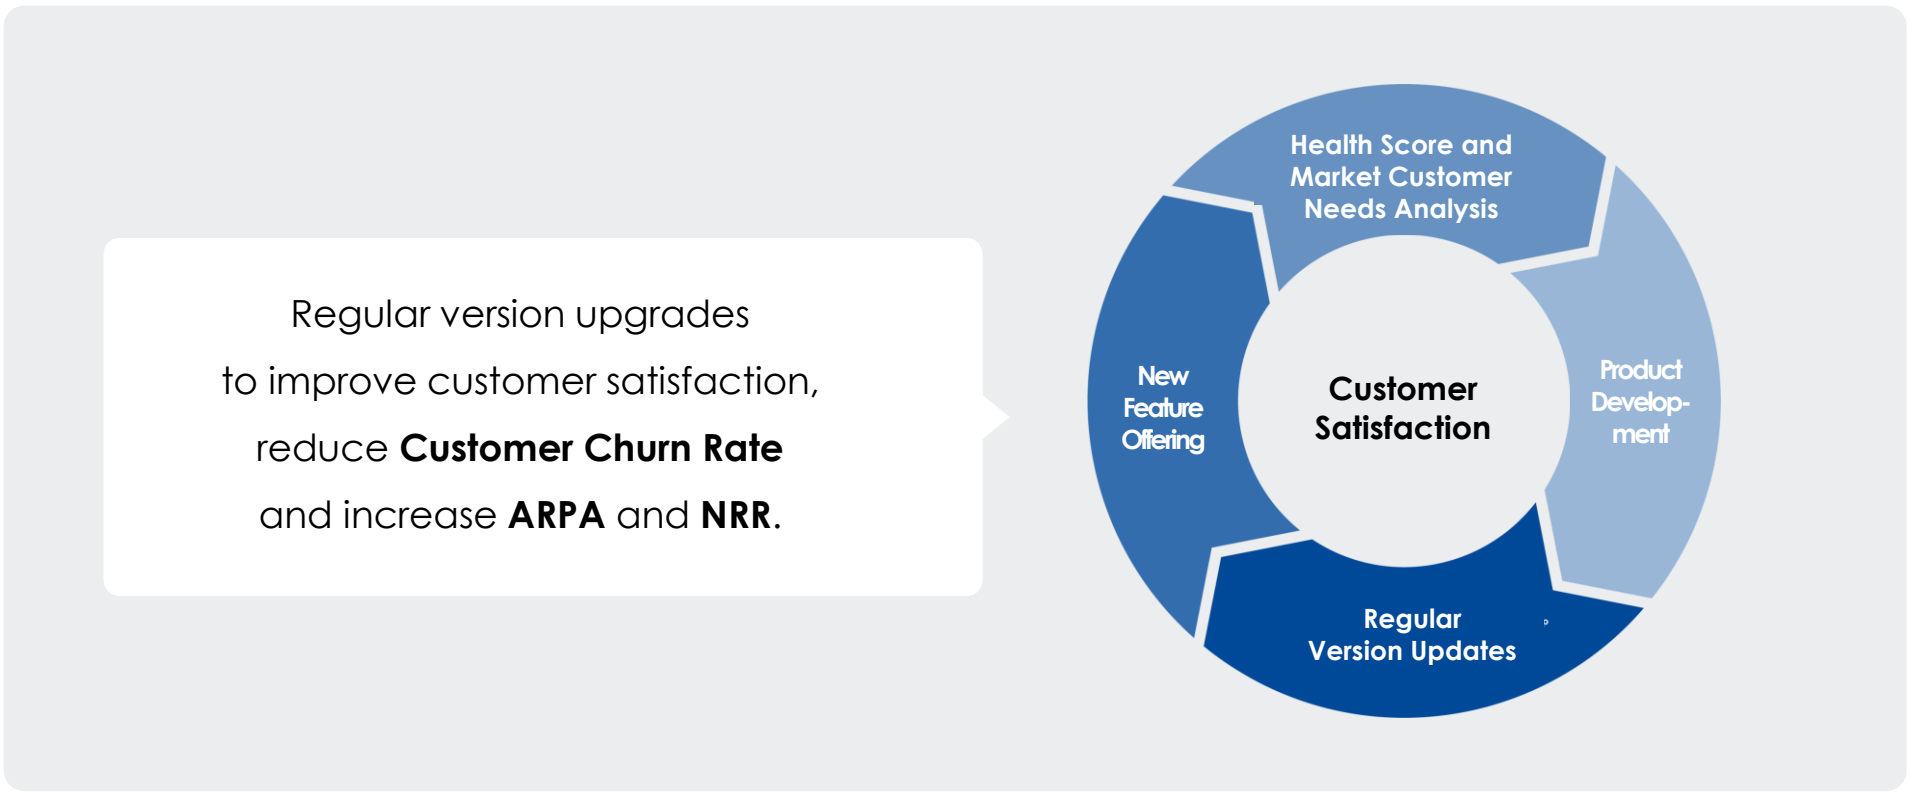 Regular version upgrades
to improve customer satisfaction,
reduce Customer Churn Rate
and increase ARPA and NRR.
Health Score and
Market Customer
Needs Analysis
Product
Develop-
ment
Regular
Version Updates
New
Feature
Offering
Customer
Satisfaction